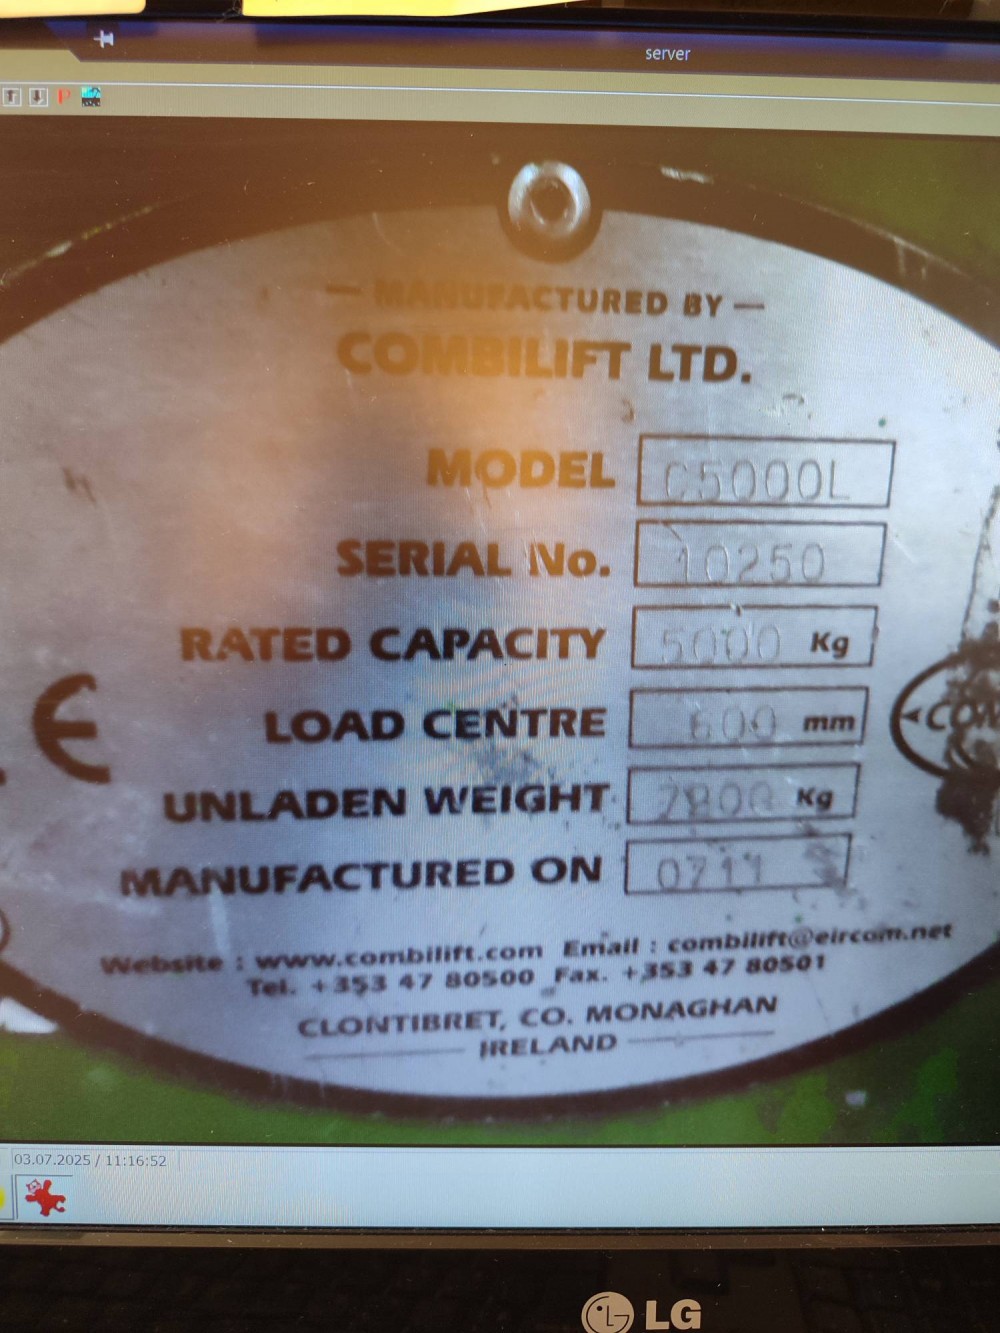 server
P
— MANUFACTURED BY —
COMBILIFT LTD.
MODEL C5000L
SERIAL No. 10250
RATED CAPACITY 5000 Kg
LOAD CENTRE 600 mm
UNLADEN WEIGHT Kg
MANUFACTURED ON 0711
Website : www.combilift.com Email : combilift@eircom.net
Tel. +353 47 80500 Fax. +353 47 80501
CLONTIBRET, CO. MONAGHAN
IRELAND
03.07.2025 / 11:16:52
LG